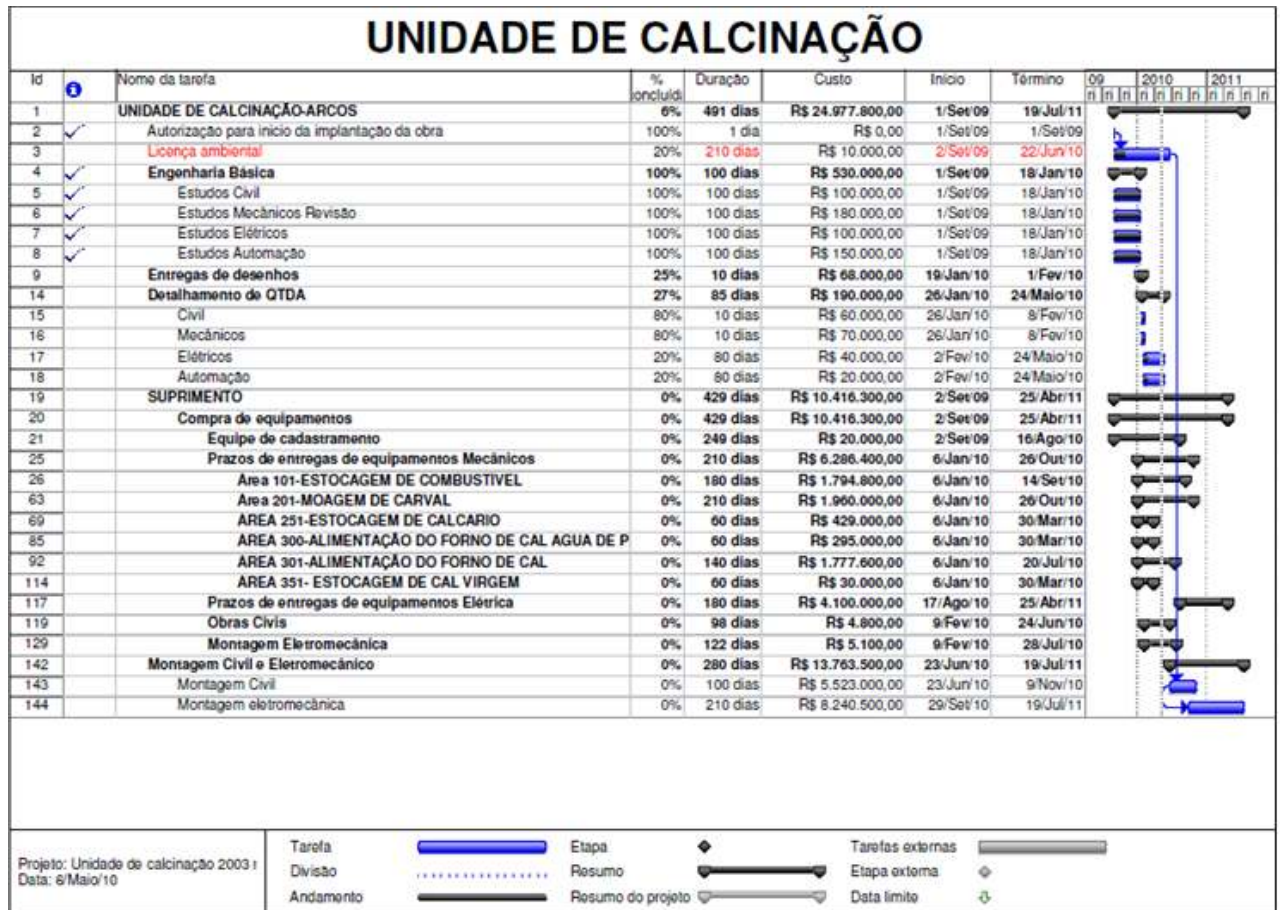 UNIDADE DE CALCINAÇÃO
Id Nome da tarefa % oncluíd Duração Custo Início Término 09 2010 2011
ri ri ri ri ri ri ri ri ri ri ri
1 UNIDADE DE CALCINAÇÃO-ARCOS 6% 491 dias R$ 24.977.800,00 1/Set/09 19/Jul/11
2 Autorização para inicio da implantação da obra 100% 1 dia R$ 0,00 1/Set/09 1/Set/09
3 Licença ambiental 20% 210 dias R$ 10.000,00 2/Set/09 22/Jun/10
4 Engenharia Básica 100% 100 dias R$ 530.000,00 1/Set/09 18/Jan/10
5 Estudos Civil 100% 100 dias R$ 100.000,00 1/Set/09 18/Jan/10
6 Estudos Mecânicos Revisão 100% 100 dias R$ 180.000,00 1/Set/09 18/Jan/10
7 Estudos Elétricos 100% 100 dias R$ 100.000,00 1/Set/09 18/Jan/10
8 Estudos Automação 100% 100 dias R$ 150.000,00 1/Set/09 18/Jan/10
9 Entregas de desenhos 25% 10 dias R$ 68.000,00 19/Jan/10 1/Fev/10
14 Detalhamento de QTDA 27% 85 dias R$ 190.000,00 26/Jan/10 24/Maio/10
15 Civil 80% 10 dias R$ 60.000,00 26/Jan/10 8/Fev/10
16 Mecânicos 80% 10 dias R$ 70.000,00 26/Jan/10 8/Fev/10
17 Elétricos 20% 80 dias R$ 40.000,00 2/Fev/10 24/Maio/10
18 Automação 20% 80 dias R$ 20.000,00 2/Fev/10 24/Maio/10
19 SUPRIMENTO 0% 429 dias R$ 10.416.300,00 2/Set/09 25/Abr/11
20 Compra de equipamentos 0% 429 dias R$ 10.416.300,00 2/Set/09 25/Abr/11
21 Equipe de cadastramento 0% 249 dias R$ 20.000,00 2/Set/09 16/Ago/10
25 Prazos de entregas de equipamentos Mecânicos 0% 210 dias R$ 6.286.400,00 6/Jan/10 26/Out/10
26 Área 101-ESTOCAGEM DE COMBUSTÍVEL 0% 180 dias R$ 1.794.800,00 6/Jan/10 14/Set/10
63 Área 201-MOAGEM DE CARVAL 0% 210 dias R$ 1.960.000,00 6/Jan/10 26/Out/10
69 ÁREA 251-ESTOCAGEM DE CALCARIO 0% 60 dias R$ 429.000,00 6/Jan/10 30/Mar/10
85 ÁREA 300-ALIMENTAÇÃO DO FORNO DE CAL AGUA DE P 0% 60 dias R$ 295.000,00 6/Jan/10 30/Mar/10
92 ÁREA 301-ALIMENTAÇÃO DO FORNO DE CAL 0% 140 dias R$ 1.777.600,00 6/Jan/10 20/Jul/10
114 ÁREA 351- ESTOCAGEM DE CAL VIRGEM 0% 60 dias R$ 30.000,00 6/Jan/10 30/Mar/10
117 Prazos de entregas de equipamentos Elétrica 0% 180 dias R$ 4.100.000,00 17/Ago/10 25/Abr/11
119 Obras Civis 0% 98 dias R$ 4.800,00 9/Fev/10 24/Jun/10
129 Montagem Eletromecânica 0% 122 dias R$ 5.100,00 9/Fev/10 28/Jul/10
142 Montagem Civil e Eletromecânico 0% 280 dias R$ 13.763.500,00 23/Jun/10 19/Jul/11
143 Montagem Civil 0% 100 dias R$ 5.523.000,00 23/Jun/10 9/Nov/10
144 Montagem eletromecânica 0% 210 dias R$ 8.240.500,00 29/Set/10 19/Jul/11
Projeto: Unidade de calcinação 2003 r
Data: 6/Maio/10
Tarefa Etapa Tarefas externas
Divisão Resumo Etapa externa
Andamento Resumo do projeto Data limite